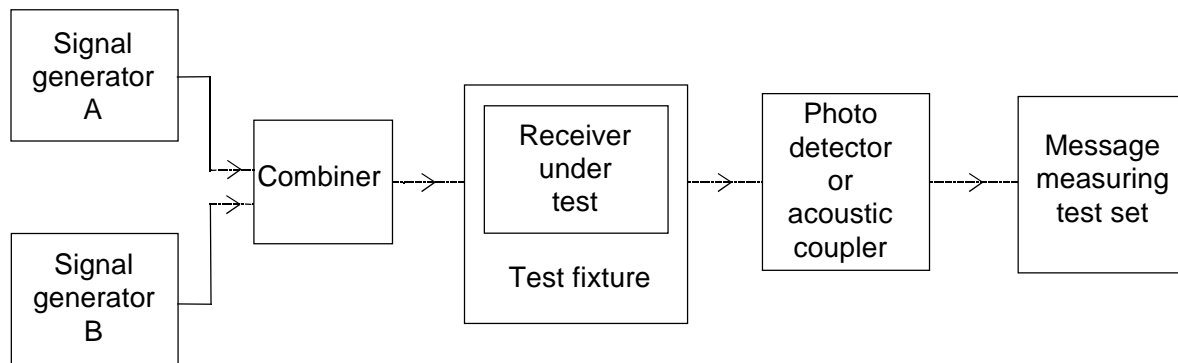 Signal
generator
A
Signal
generator
B
Combiner
Receiver
under
test
Test fixture
Photo
detector
or
acoustic
coupler
Message
measuring
test set